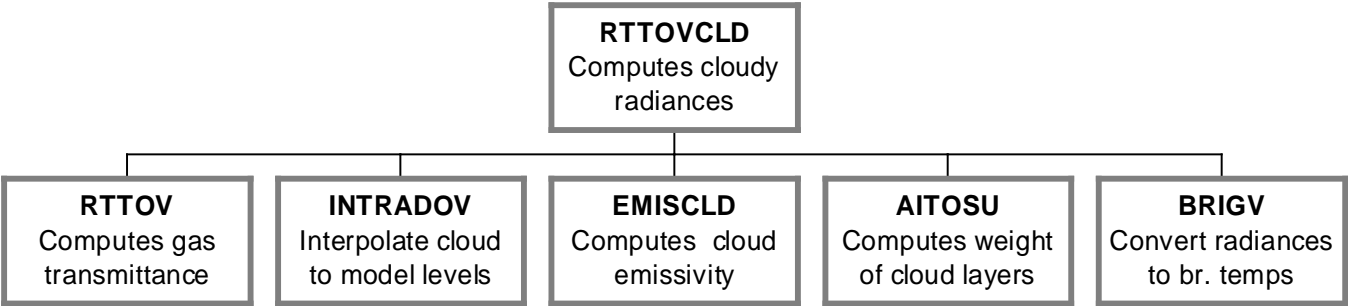 RTTOVCLD
Computes cloudy
radiances
RTTOV
Computes gas
transmittance
INTRADOV
Interpolate cloud
to model levels
EMISCLD
Computes cloud
emissivity
AITOSU
Computes weight
of cloud layers
BRIGV
Convert radiances
to br. temps